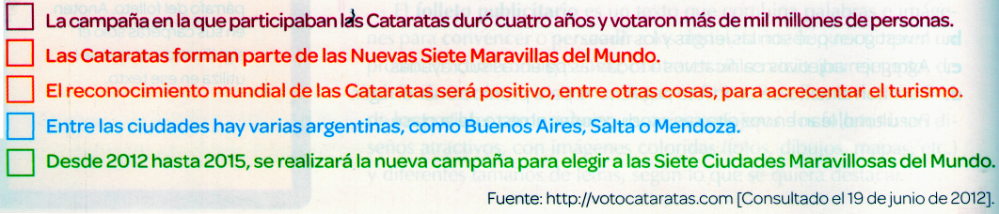 La campaña en la que participaban las Cataratas duró cuatro años y votaron más de mil millones de personas.
Las Cataratas forman parte de las Nuevas Siete Maravillas del Mundo.
El reconocimiento mundial de las Cataratas será positivo, entre otras cosas, para acrecentar el turismo.
Entre las ciudades hay varias argentinas, como Buenos Aires, Salta o Mendoza.
Desde 2012 hasta 2015, se realizará la nueva campaña para elegir a las Siete Ciudades Maravillosas del Mundo.
Fuente: http://votocataratas.com [Consultado el 19 de junio de 2012].